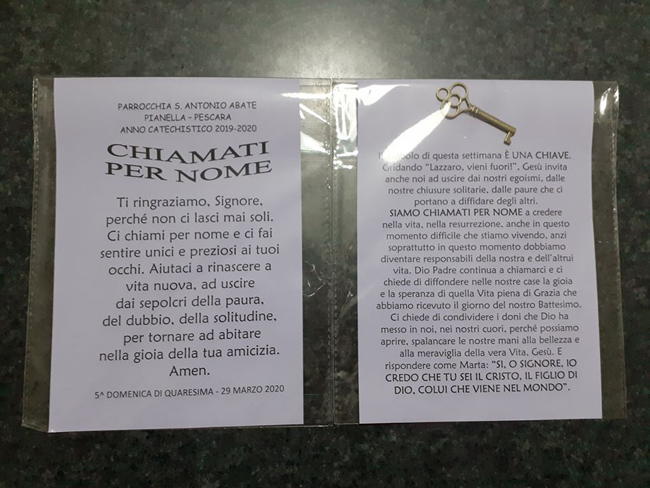 PARROCCHIA S. ANTONIO ABATE
PIANELLA - PESCARA
ANNO CATECHISTICO 2019-2020
CHIAMATI
PER NOME
Ti ringraziamo, Signore,
perché non ci lasci mai soli.
Ci chiami per nome e ci fai
sentire unici e preziosi ai tuoi
occhi. Aiutaci a rinascere a
vita nuova, ad uscire
dai sepolcri della paura,
del dubbio, della solitudine,
per tornare ad abitare
nella gioia della tua amicizia.
Amen.
5^ DOMENICA DI QUARESIMA - 29 MARZO 2020
di questa settimana È UNA CHIAVE.
Gridando "Lazzaro, vieni fuori!", Gesù invita
anche noi ad uscire dai nostri egoismi, dalle
nostre chiusure solitarie, dalle paure che ci
portano a diffidare degli altri.
SIAMO CHIAMATI PER NOME a credere
nella vita, nella resurrezione, anche in questo
momento difficile che stiamo vivendo, anzi
soprattutto in questo momento dobbiamo
diventare responsabili della nostra e dell'altrui
vita. Dio Padre continua a chiamarci e ci
chiede di diffondere nelle nostre case la gioia
e la speranza di quella Vita piena di Grazia che
abbiamo ricevuto il giorno del nostro Battesimo.
Ci chiede di condividere i doni che Dio ha
messo in noi, nei nostri cuori, perché possiamo
aprire, spalancare le nostre mani alla bellezza e
alla meraviglia della vera Vita, Gesù. E
rispondere come Marta: "SI, O SIGNORE, IO
CREDO CHE TU SEI IL CRISTO, IL FIGLIO DI
DIO, COLUI CHE VIENE NEL MONDO".